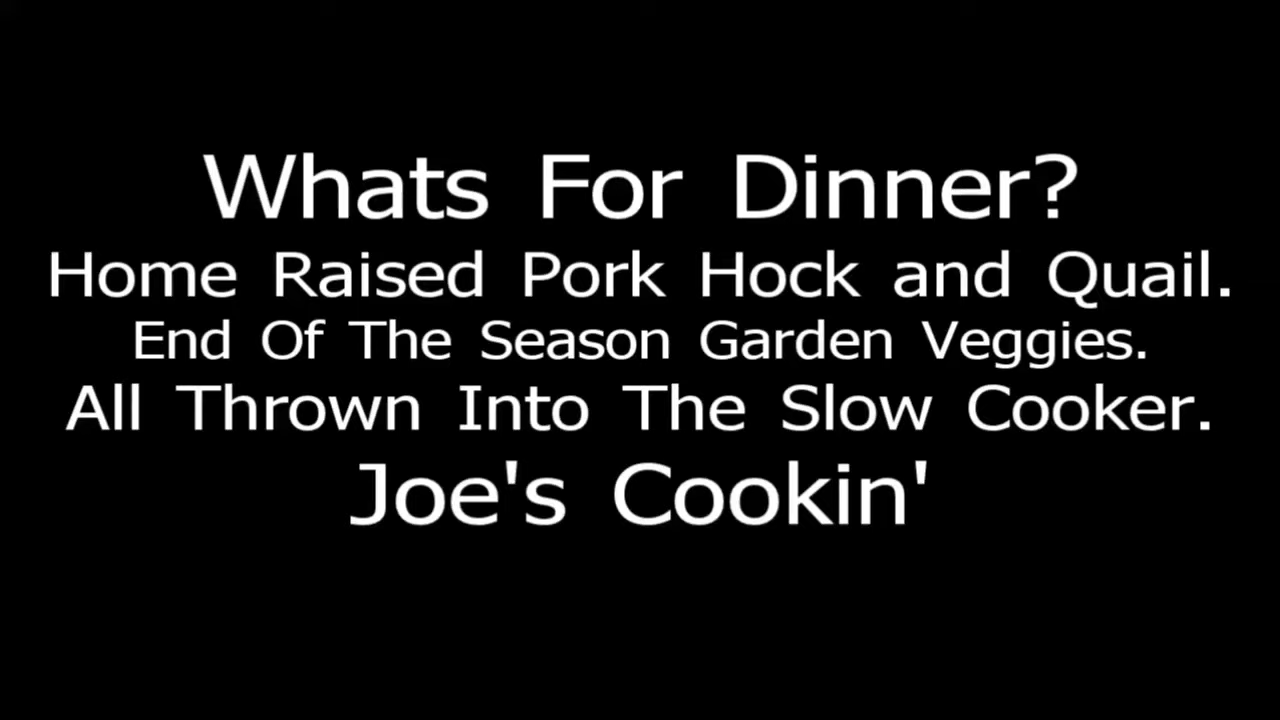 Whats For Dinner?
Home Raised Pork Hock and Quail.
End Of The Season Garden Veggies.
All Thrown Into The Slow Cooker.
Joe's Cookin'